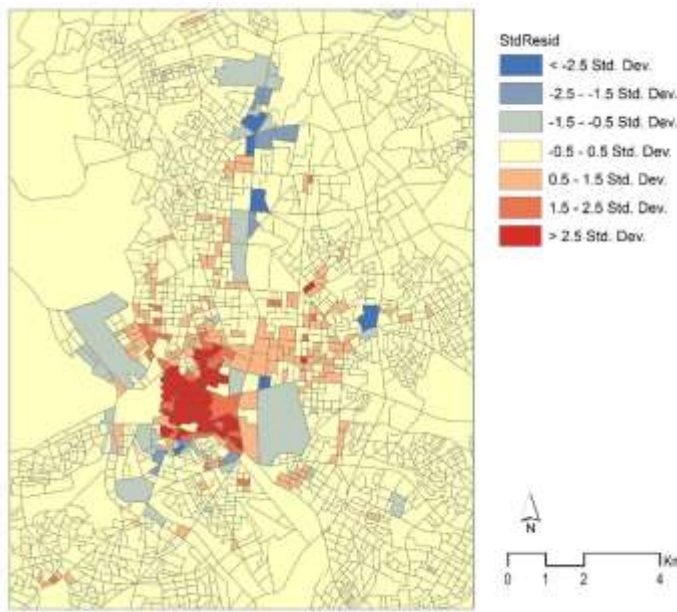 StdResid
< -2.5 Std. Dev.
-2.5 - -1.5 Std. Dev.
-1.5 - -0.5 Std. Dev.
-0.5 - 0.5 Std. Dev.
0.5 - 1.5 Std. Dev.
1.5 - 2.5 Std. Dev.
> 2.5 Std. Dev.
N
Km
0 1 2 4